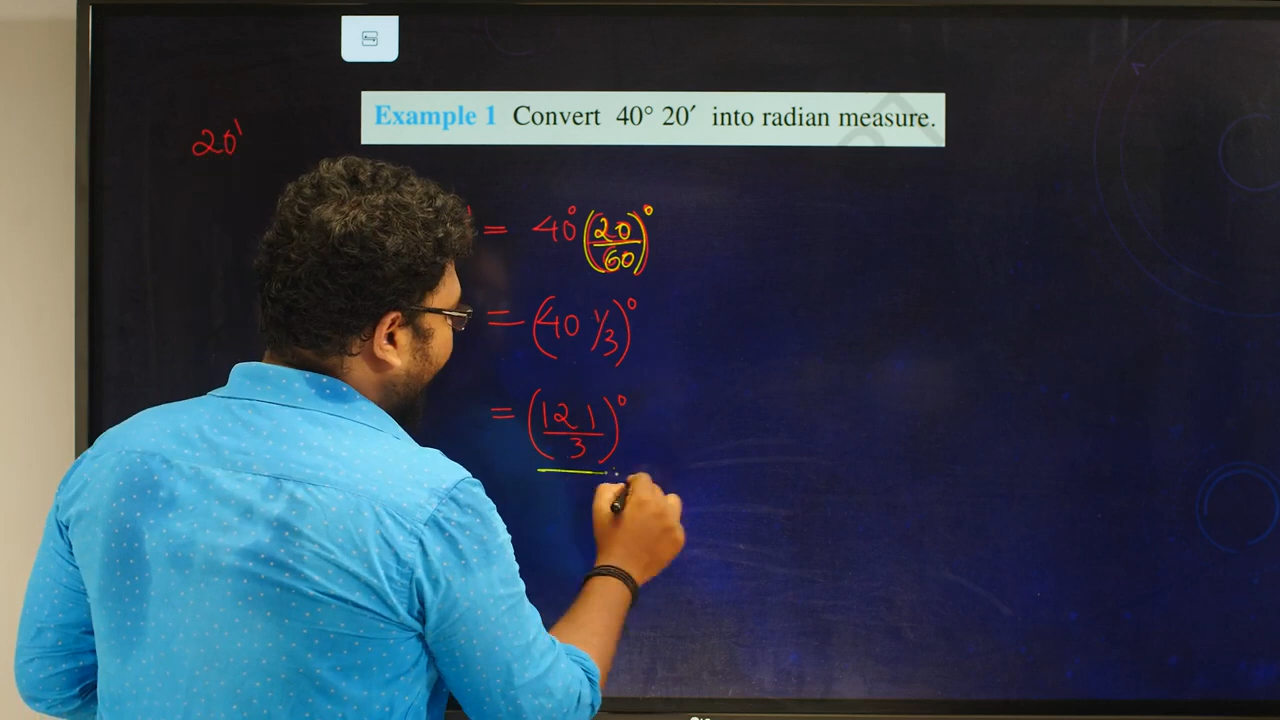 Example 1 Convert 40° 20′ into radian measure.
20'
= 40° (20/60)°
= (40 1/3)°
= (121/3)°